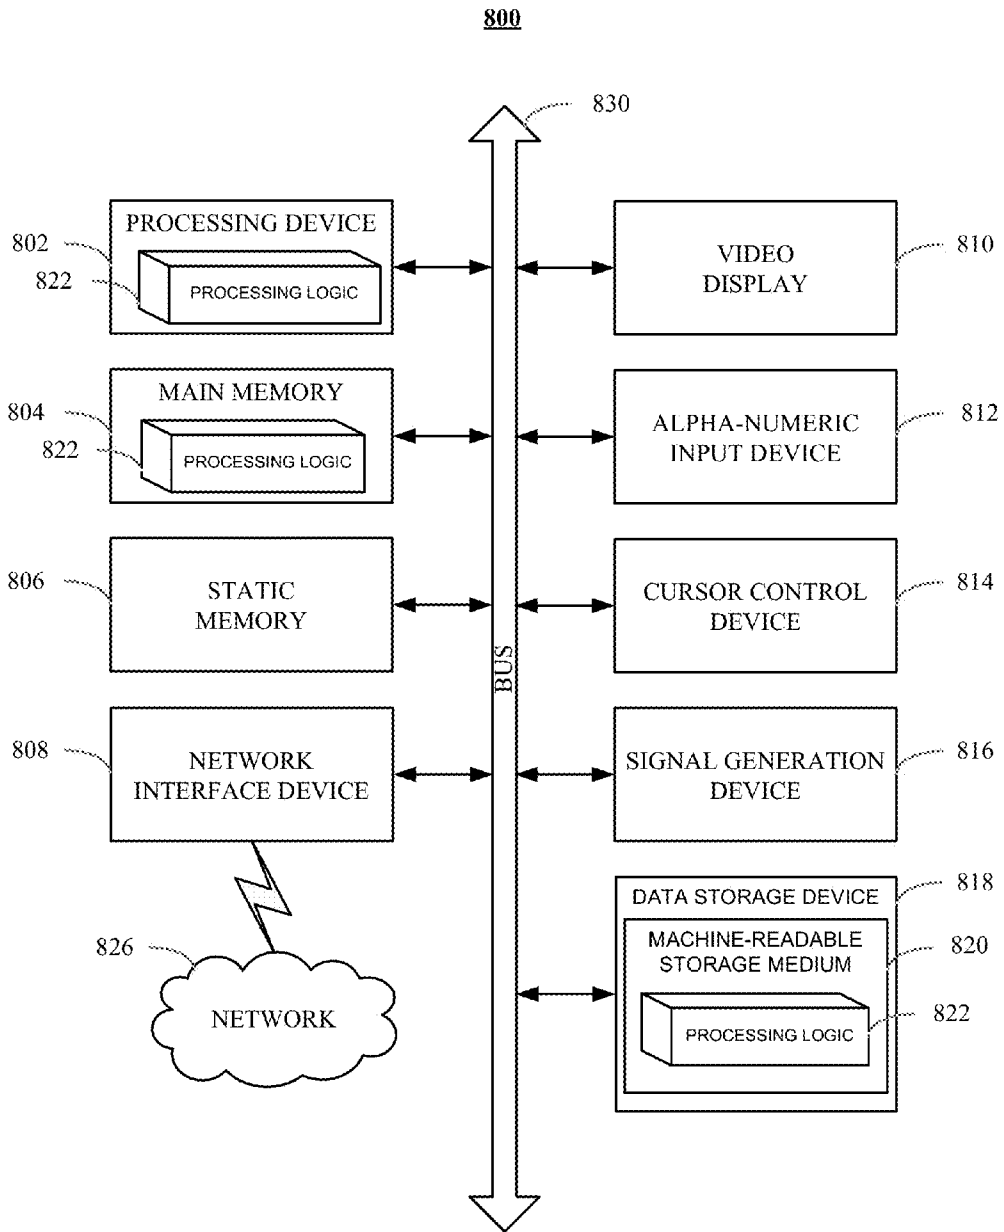 800
830
PROCESSING DEVICE
802
822
PROCESSING LOGIC
MAIN MEMORY
804
822
PROCESSING LOGIC
806
STATIC
MEMORY
808
NETWORK
INTERFACE DEVICE
826
NETWORK
BUS
VIDEO
DISPLAY
810
ALPHA-NUMERIC
INPUT DEVICE
812
CURSOR CONTROL
DEVICE
814
SIGNAL GENERATION
DEVICE
816
DATA STORAGE DEVICE
818
MACHINE-READABLE
STORAGE MEDIUM
820
PROCESSING LOGIC
822